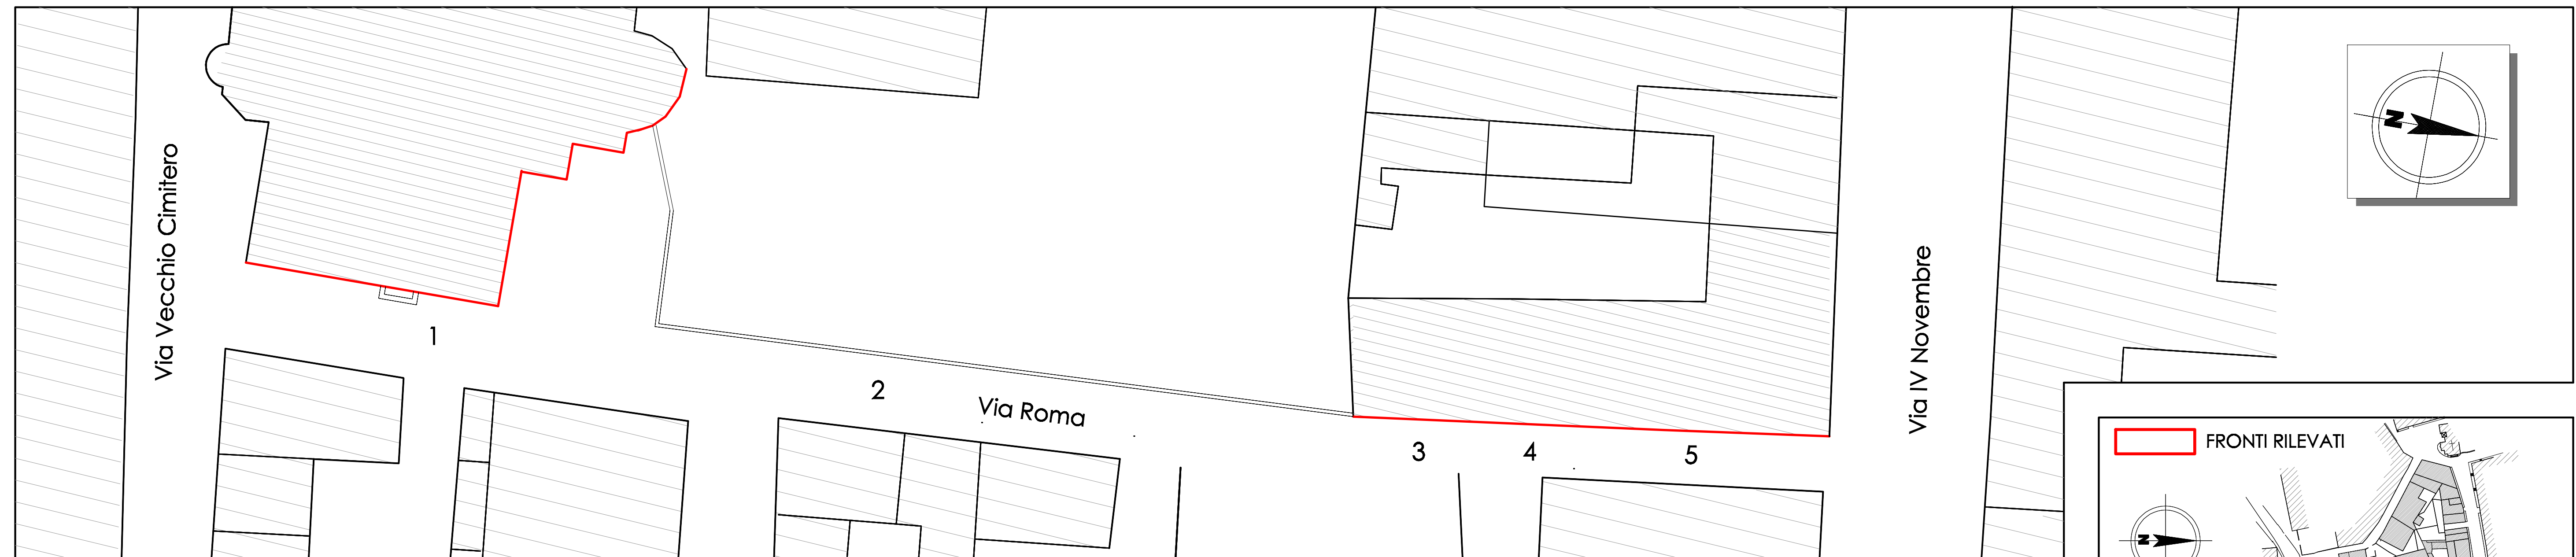 Via Vecchio Cimitero
1
2
Via Roma
3 4 5
Via IV Novembre
N
FRONTI RILEVATI
N